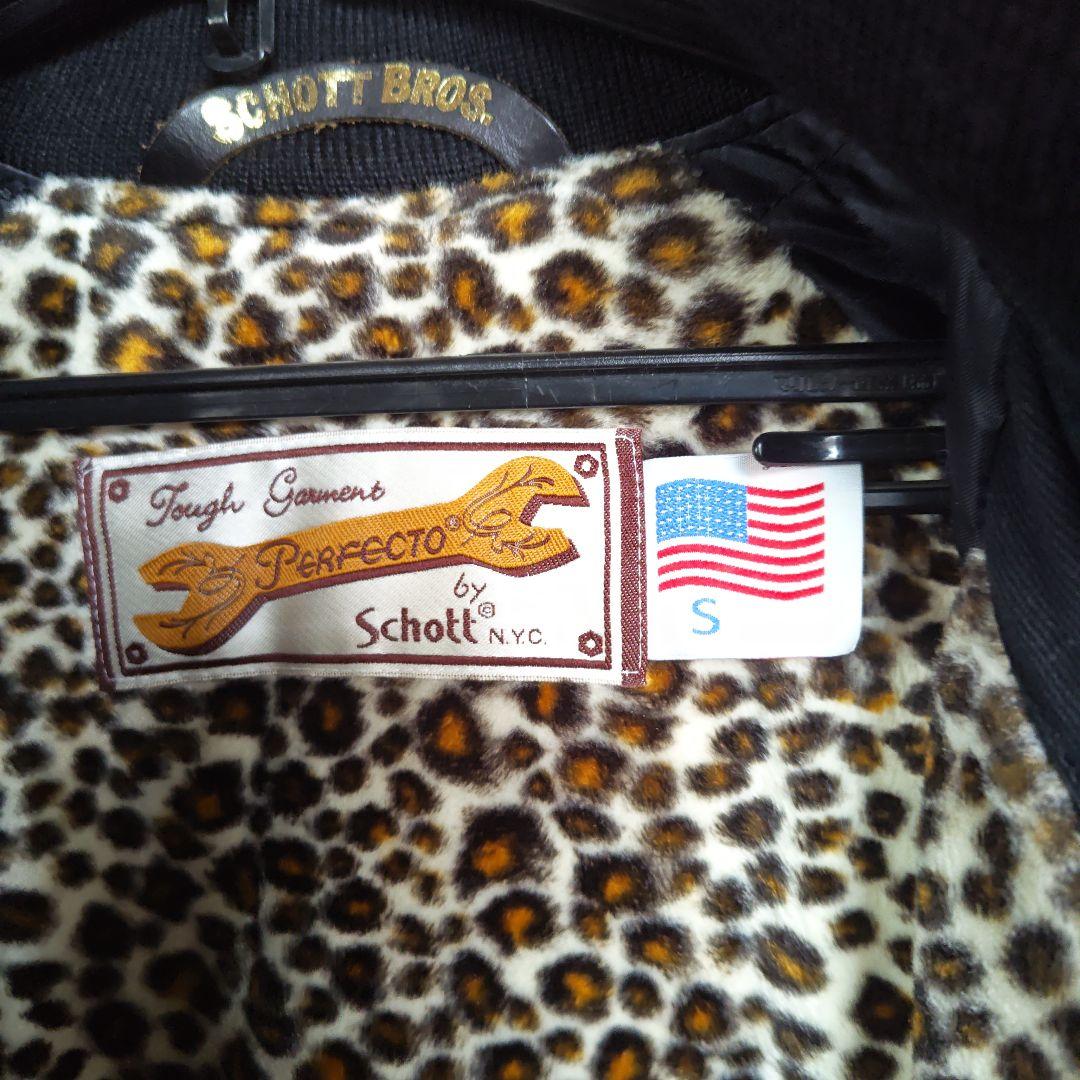 SCHOTT BROS.
Tough Garment
PERFECTO®
by
Schott© N.Y.C.
S